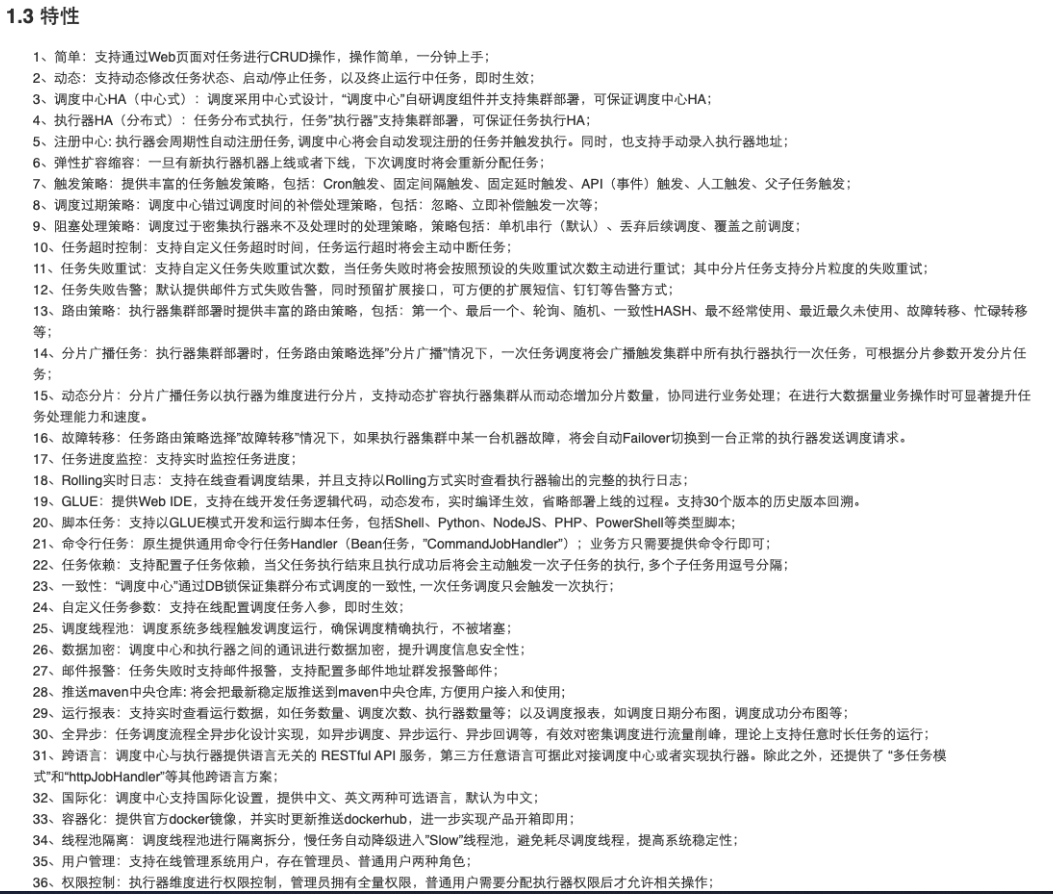 1.3 特性
1、简单：支持通过Web页面对任务进行CRUD操作，操作简单，一分钟上手；
2、动态：支持动态修改任务状态、启动/停止任务，以及终止运行中任务，即时生效；
3、调度中心HA（中心式）：调度采用中心式设计，“调度中心”自研调度组件并支持集群部署，可保证调度中心HA；
4、执行器HA（分布式）：任务分布式执行，任务"执行器"支持集群部署，可保证任务执行HA；
5、注册中心: 执行器会周期性自动注册任务, 调度中心将会自动发现注册的任务并触发执行。同时，也支持手动录入执行器地址；
6、弹性扩容缩容：一旦有新执行器机器上线或者下线，下次调度时将会重新分配任务；
7、触发策略：提供丰富的任务触发策略，包括：Cron触发、固定间隔触发、固定延时触发、API（事件）触发、人工触发、父子任务触发；
8、调度过期策略：调度中心错过调度时间的补偿处理策略，包括：忽略、立即补偿触发一次等；
9、阻塞处理策略：调度过于密集执行器来不及处理时的处理策略，策略包括：单机串行（默认）、丢弃后续调度、覆盖之前调度；
10、任务超时控制：支持自定义任务超时时间，任务运行超时将会主动中断任务；
11、任务失败重试：支持自定义任务失败重试次数，当任务失败时将会按照预设的失败重试次数主动进行重试；其中分片任务支持分片粒度的失败重试；
12、任务失败告警；默认提供邮件方式失败告警，同时预留扩展接口，可方便的扩展短信、钉钉等告警方式；
13、路由策略：执行器集群部署时提供丰富的路由策略，包括：第一个、最后一个、轮询、随机、一致性HASH、最不经常使用、最近最久未使用、故障转移、忙碌转移
等；
14、分片广播任务：执行器集群部署时，任务路由策略选择"分片广播"情况下，一次任务调度将会广播触发集群中所有执行器执行一次任务，可根据分片参数开发分片任
务；
15、动态分片：分片广播任务以执行器为维度进行分片，支持动态扩容执行器集群从而动态增加分片数量，协同进行业务处理；在进行大数据量业务操作时可显著提升任
务处理能力和速度。
16、故障转移：任务路由策略选择"故障转移"情况下，如果执行器集群中某一台机器故障，将会自动Failover切换到一台正常的执行器发送调度请求。
17、任务进度监控：支持实时监控任务进度；
18、Rolling实时日志：支持在线查看调度结果，并且支持以Rolling方式实时查看执行器输出的完整的执行日志；
19、GLUE：提供Web IDE，支持在线开发任务逻辑代码，动态发布，实时编译生效，省略部署上线的过程。支持30个版本的历史版本回溯。
20、脚本任务：支持以GLUE模式开发和运行脚本任务，包括Shell、Python、NodeJS、PHP、PowerShell等类型脚本;
21、命令行任务：原生提供通用命令行任务Handler（Bean任务，"CommandJobHandler"）；业务方只需要提供命令行即可；
22、任务依赖：支持配置子任务依赖，当父任务执行结束且执行成功后将会主动触发一次子任务的执行, 多个子任务用逗号分隔；
23、一致性：“调度中心”通过DB锁保证集群分布式调度的一致性, 一次任务调度只会触发一次执行；
24、自定义任务参数：支持在线配置调度任务入参，即时生效；
25、调度线程池：调度系统多线程触发调度运行，确保调度精确执行，不被堵塞；
26、数据加密：调度中心和执行器之间的通讯进行数据加密，提升调度信息安全性；
27、邮件报警：任务失败时支持邮件报警，支持配置多邮件地址群发报警邮件；
28、推送maven中央仓库: 将会把最新稳定版推送到maven中央仓库, 方便用户接入和使用;
29、运行报表：支持实时查看运行数据，如任务数量、调度次数、执行器数量等；以及调度报表，如调度日期分布图，调度成功分布图等；
30、全异步：任务调度流程全异步化设计实现，如异步调度、异步运行、异步回调等，有效对密集调度进行流量削峰，理论上支持任意时长任务的运行；
31、跨语言：调度中心与执行器提供语言无关的 RESTful API 服务，第三方任意语言可据此对接调度中心或者实现执行器。除此之外，还提供了 “多任务模
式”和“httpJobHandler”等其他跨语言方案；
32、国际化：调度中心支持国际化设置，提供中文、英文两种可选语言，默认为中文；
33、容器化：提供官方docker镜像，并实时更新推送dockerhub，进一步实现产品开箱即用；
34、线程池隔离：调度线程池进行隔离拆分，慢任务自动降级进入"Slow"线程池，避免耗尽调度线程，提高系统稳定性；
35、用户管理：支持在线管理系统用户，存在管理员、普通用户两种角色；
36、权限控制：执行器维度进行权限控制，管理员拥有全量权限，普通用户需要分配执行器权限后才允许相关操作；